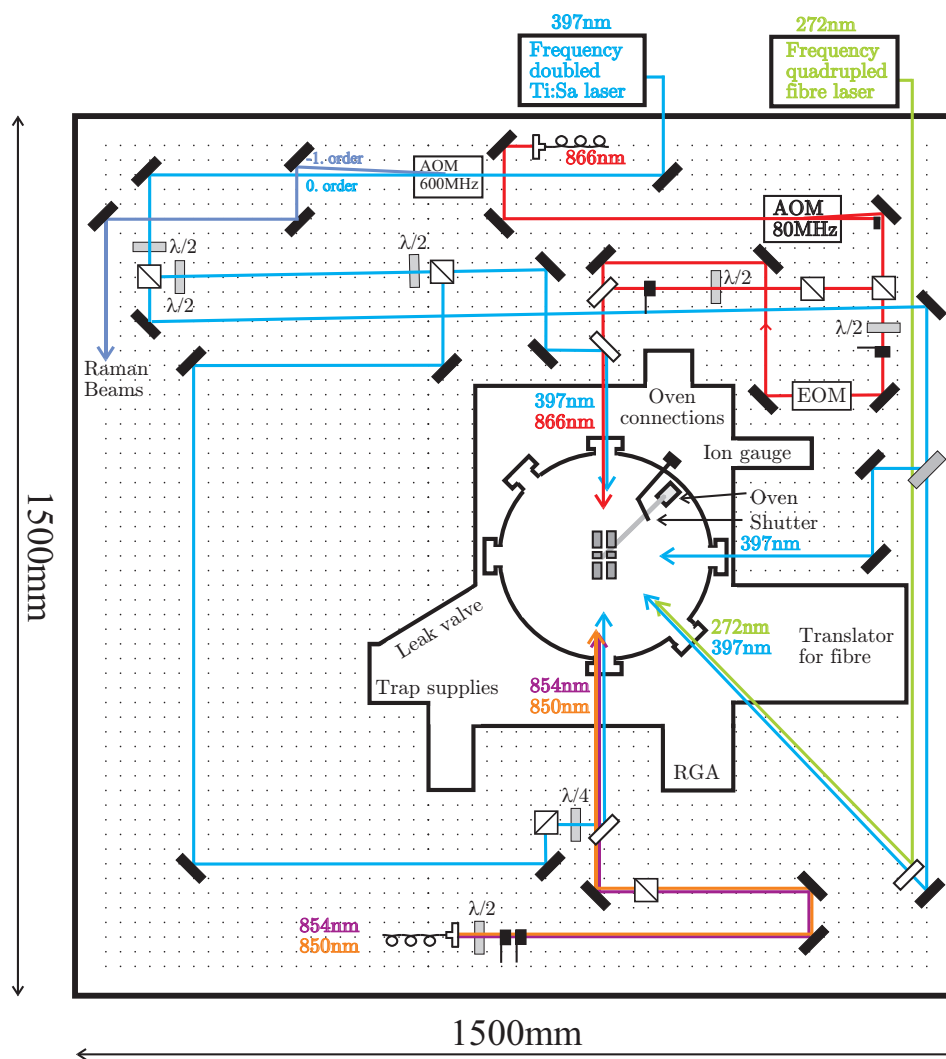 397nm
272nm
Frequency
doubled
Ti:Sa laser
Frequency
quadrupled
fibre laser
-1. order
0. order
AOM
600MHz
866nm
AOM
80MHz
λ/2
λ/2
λ/2
λ/2
λ/2
EOM
Raman
Beams
397nm
866nm
Oven
connections
Ion gauge
Oven
Shutter
397nm
1500mm
Leak valve
Trap supplies
272nm
397nm
Translator
for fibre
854nm
850nm
RGA
λ/4
λ/2
854nm
850nm
1500mm